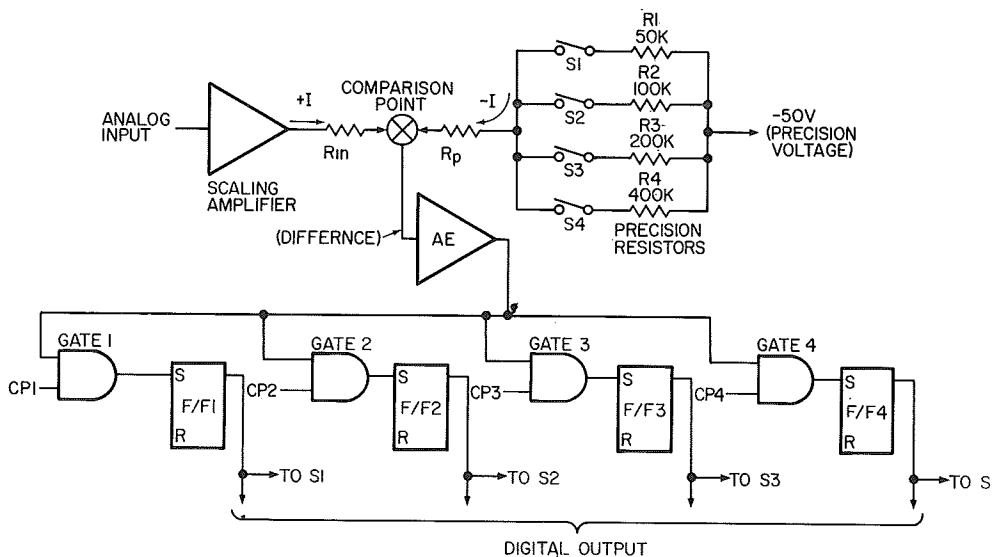 ANALOG
INPUT
SCALING
AMPLIFIER
+I
Rin
COMPARISON
POINT
-I
Rp
S1
S2
S3
S4
R1
50K
R2
100K
R3
200K
R4
400K
PRECISION
RESISTORS
-50V
(PRECISION
VOLTAGE)
(DIFFERNCE)
AE
GATE 1
CP1
S
F/F1
R
TO S1
GATE 2
CP2
S
F/F2
R
TO S2
GATE 3
CP3
S
F/F3
R
TO S3
GATE 4
CP4
S
F/F4
R
TO S
DIGITAL OUTPUT